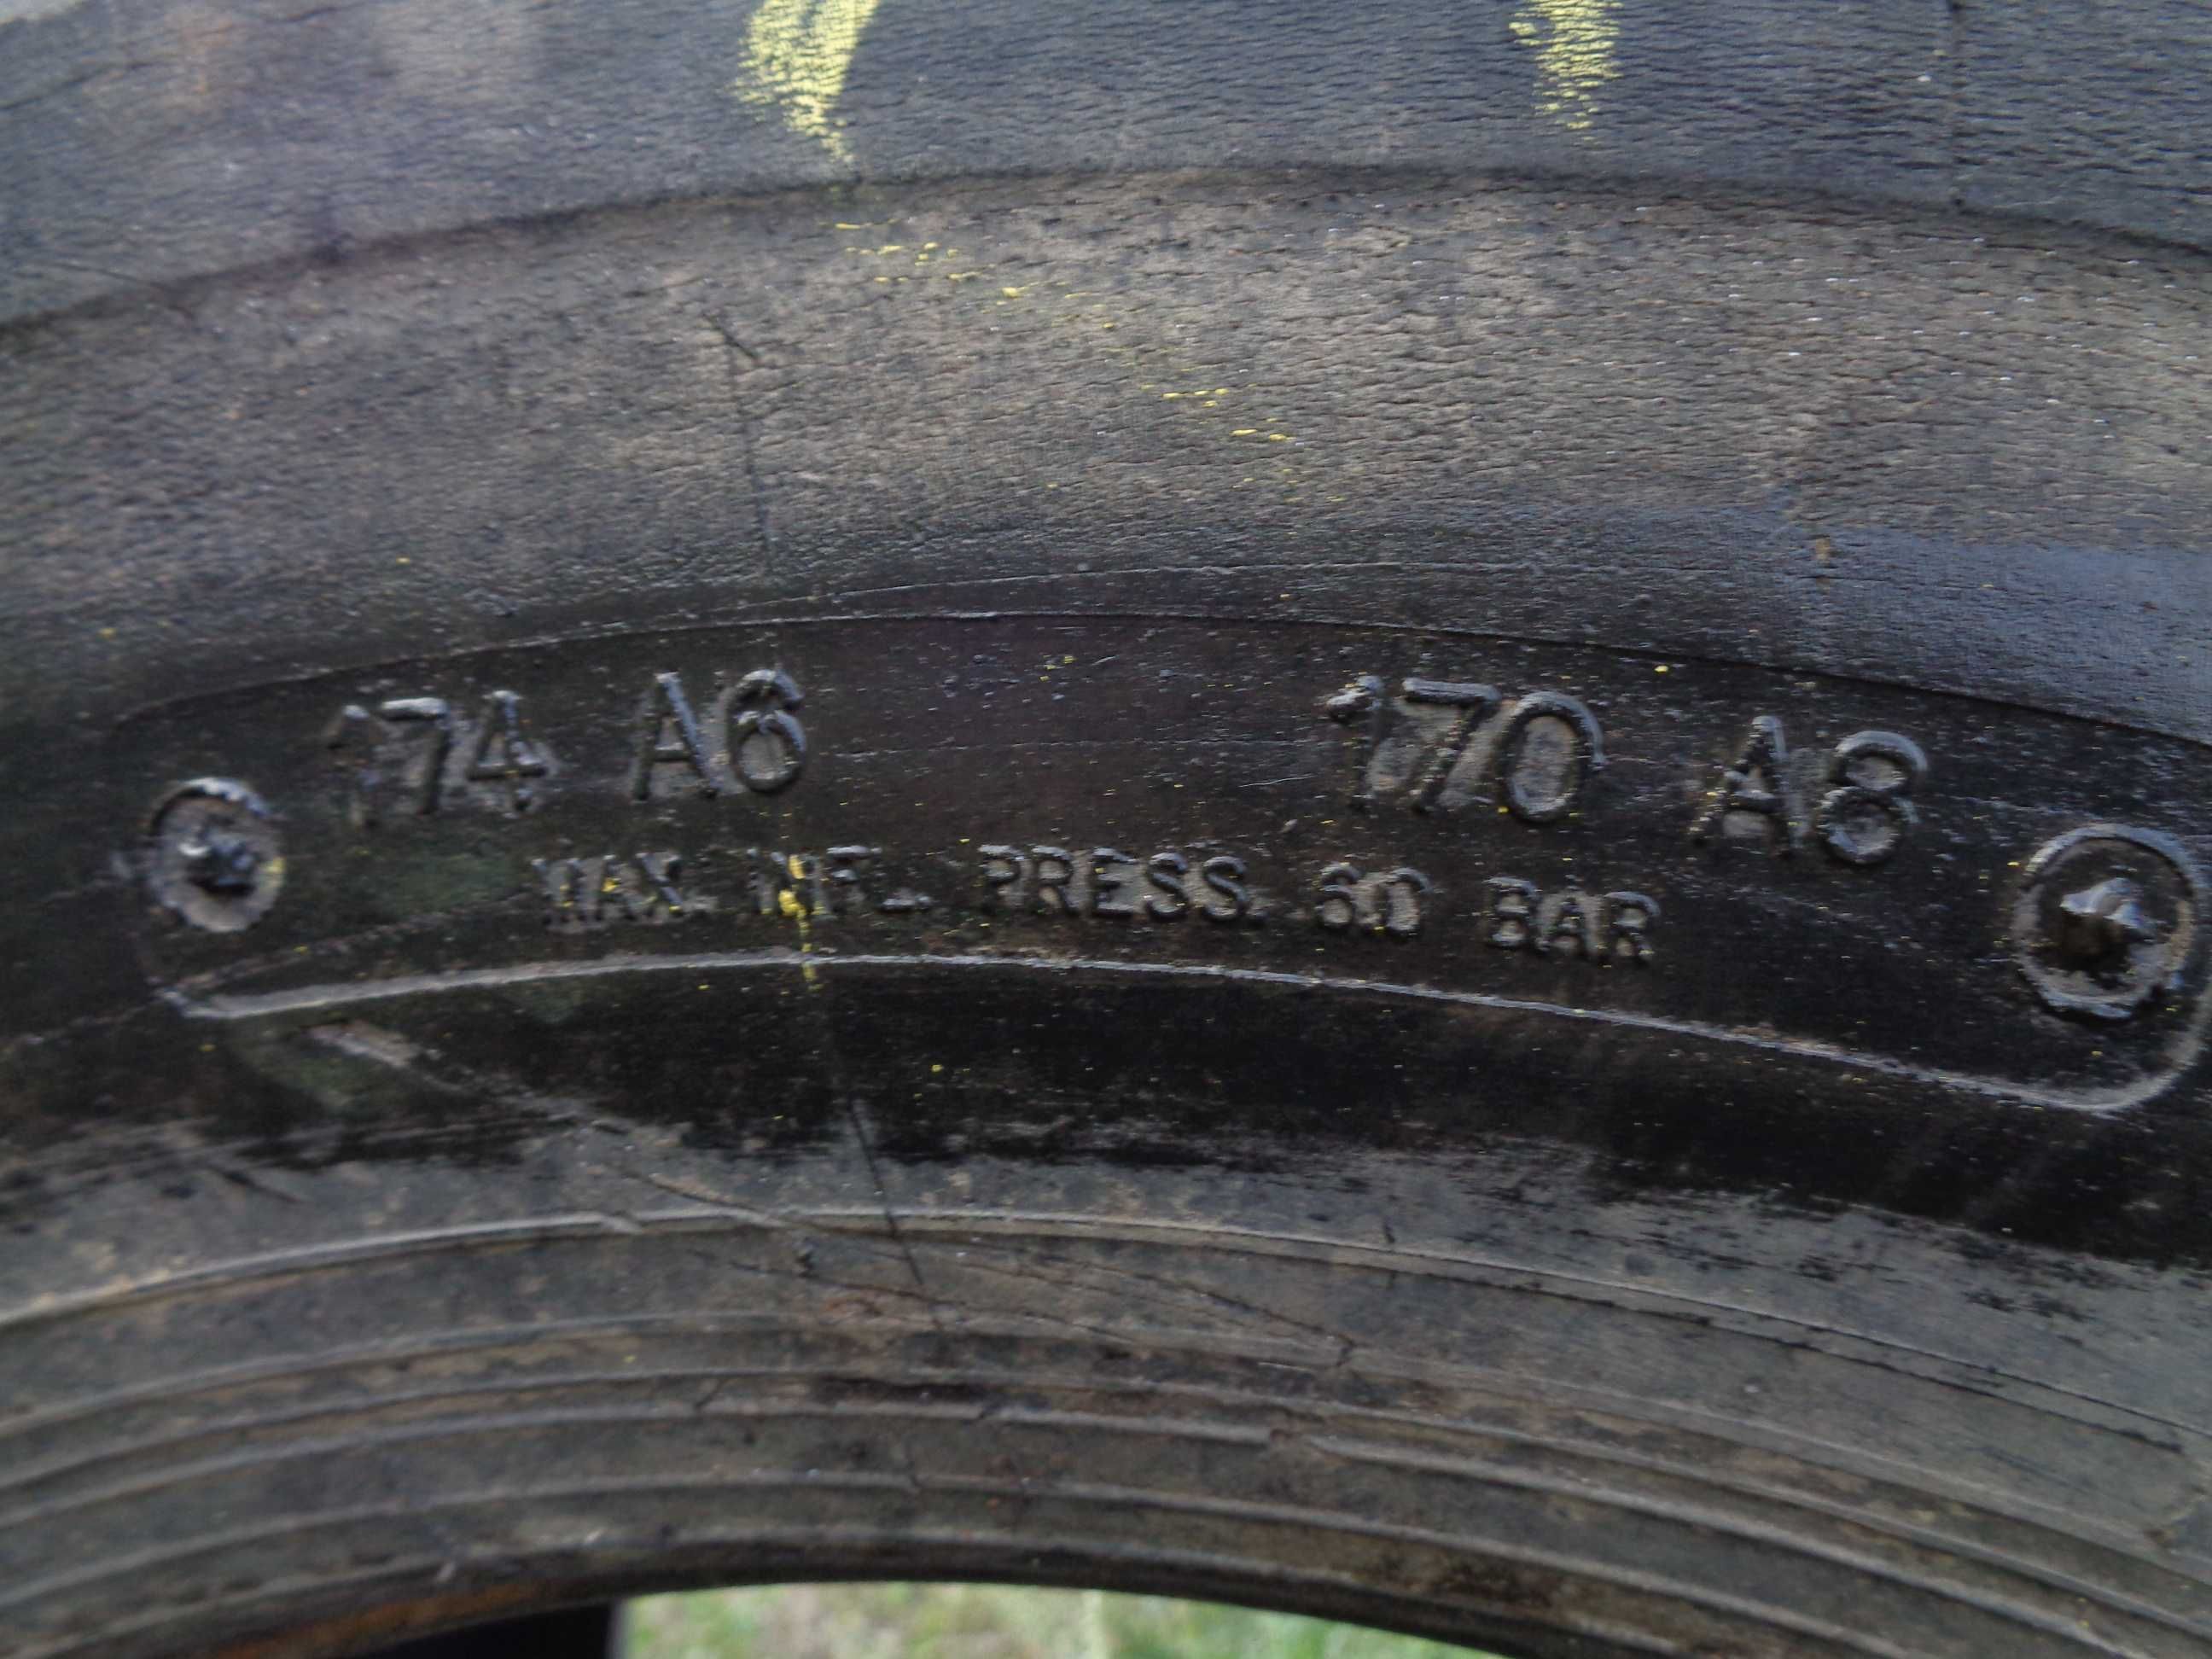 174 A6 170 A8
MAX. INFL. PRESS. 6.0 BAR